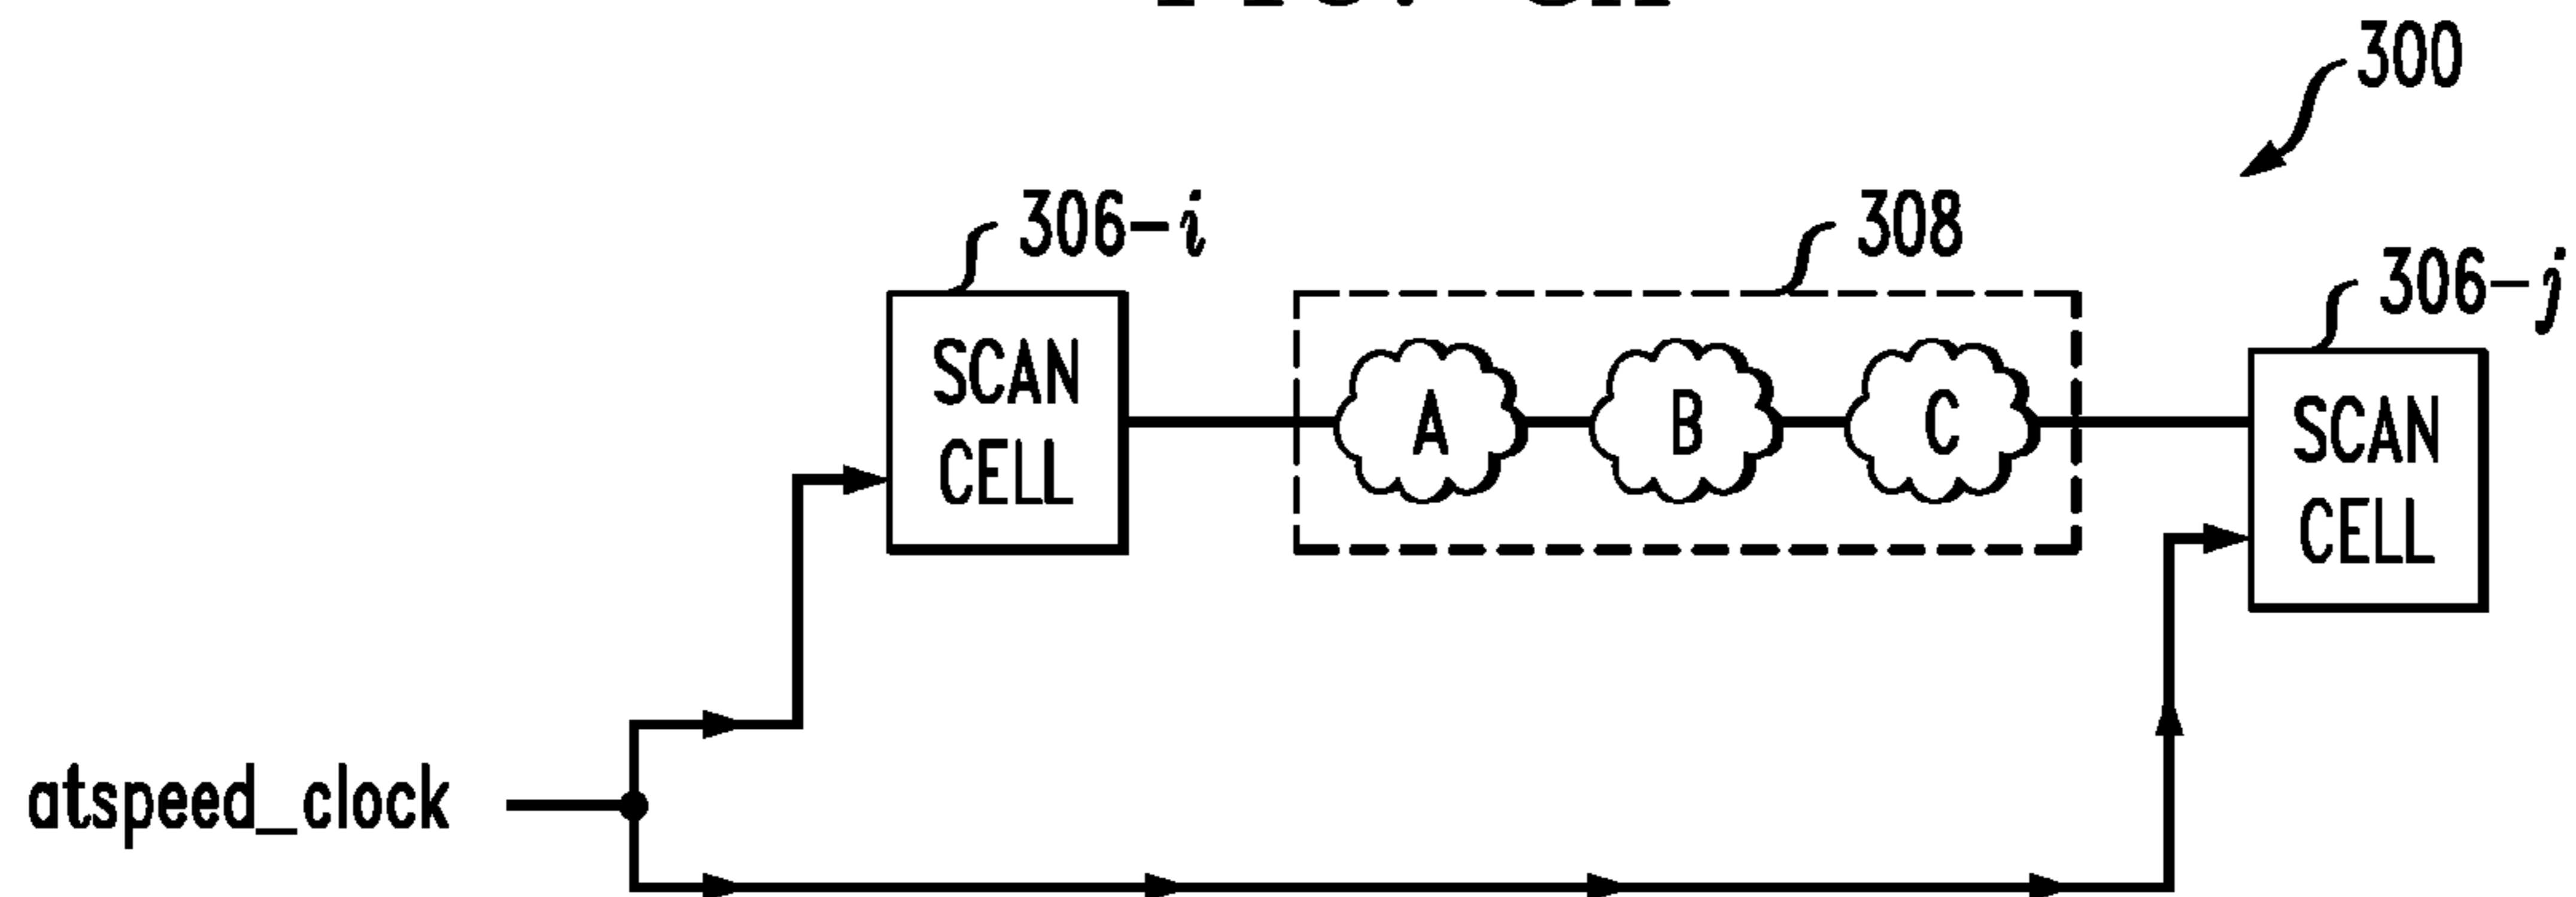 300
306-i
308
306-j
SCAN
CELL
A
B
C
SCAN
CELL
atspeed_clock